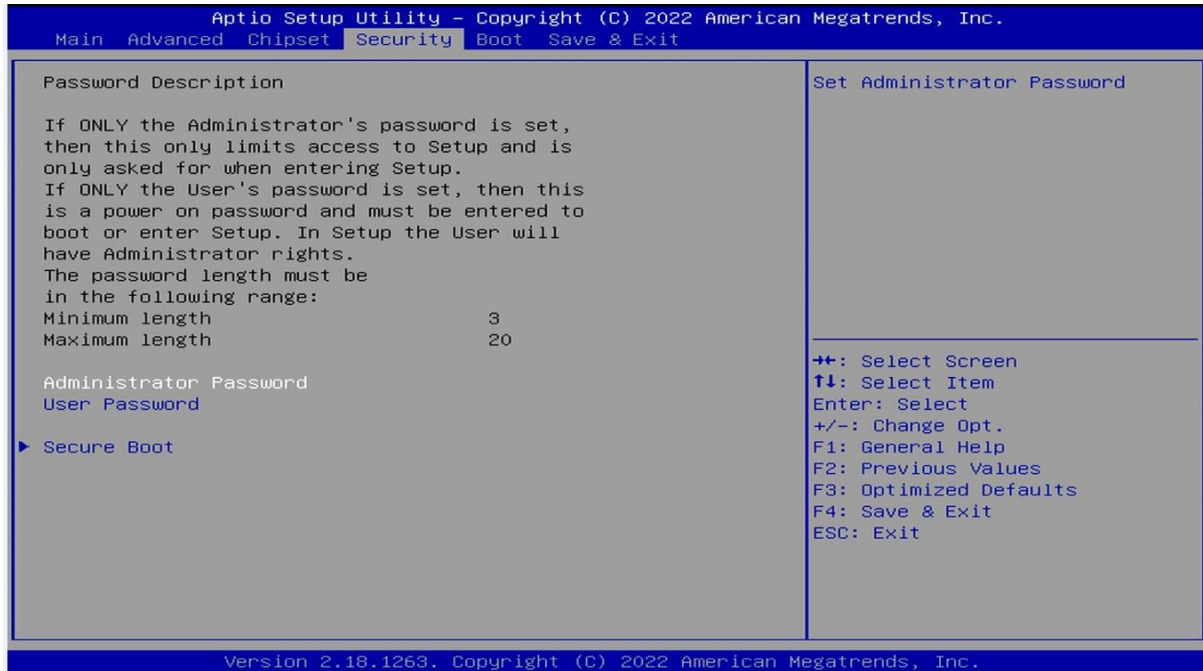 Aptio Setup Utility – Copyright (C) 2022 American Megatrends, Inc.
Main Advanced Chipset Security Boot Save & Exit
Password Description
If ONLY the Administrator's password is set,
then this only limits access to Setup and is
only asked for when entering Setup.
If ONLY the User's password is set, then this
is a power on password and must be entered to
boot or enter Setup. In Setup the User will
have Administrator rights.
The password length must be
in the following range:
Minimum length 3
Maximum length 20
Administrator Password
User Password
▶ Secure Boot
Set Administrator Password
→←: Select Screen
↑↓: Select Item
Enter: Select
+/-: Change Opt.
F1: General Help
F2: Previous Values
F3: Optimized Defaults
F4: Save & Exit
ESC: Exit
Version 2.18.1263. Copyright (C) 2022 American Megatrends, Inc.